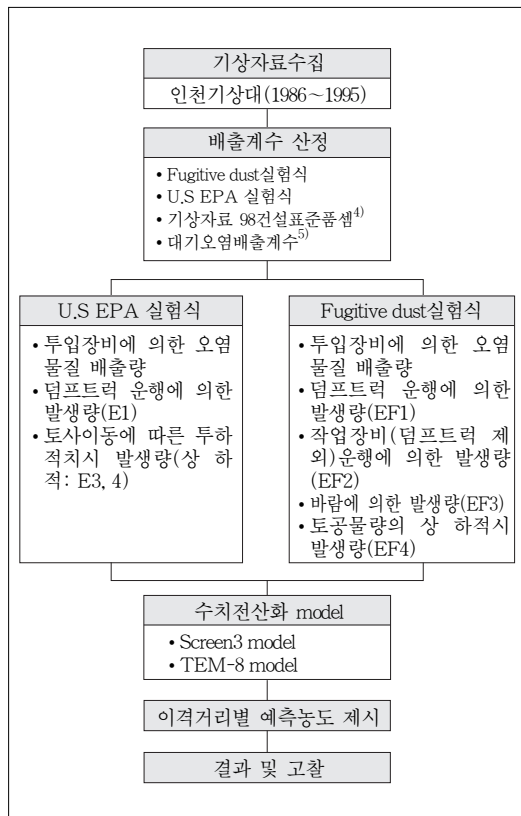 기상자료수집
인천기상대(1986~1995)
배출계수 산정
• Fugitive dust실험식
• U.S EPA 실험식
• 기상자료 98건설표준품셈4)
• 대기오염배출계수5)
U.S EPA 실험식
• 투입장비에 의한 오염
물질 배출량
• 덤프트럭 운행에 의한
발생량(E1)
• 토사이동에 따른 투하
적치시 발생량(상 하
적: E3, 4)
Fugitive dust실험식
• 투입장비에 의한 오염
물질 배출량
• 덤프트럭 운행에 의한
발생량(EF1)
• 작업장비(덤프트럭 제
외)운행에 의한 발생량
(EF2)
• 바람에 의한 발생량(EF3)
• 토공물량의 상 하적시
발생량(EF4)
수치전산화 model
• Screen3 model
• TEM-8 model
이격거리별 예측농도 제시
결과 및 고찰